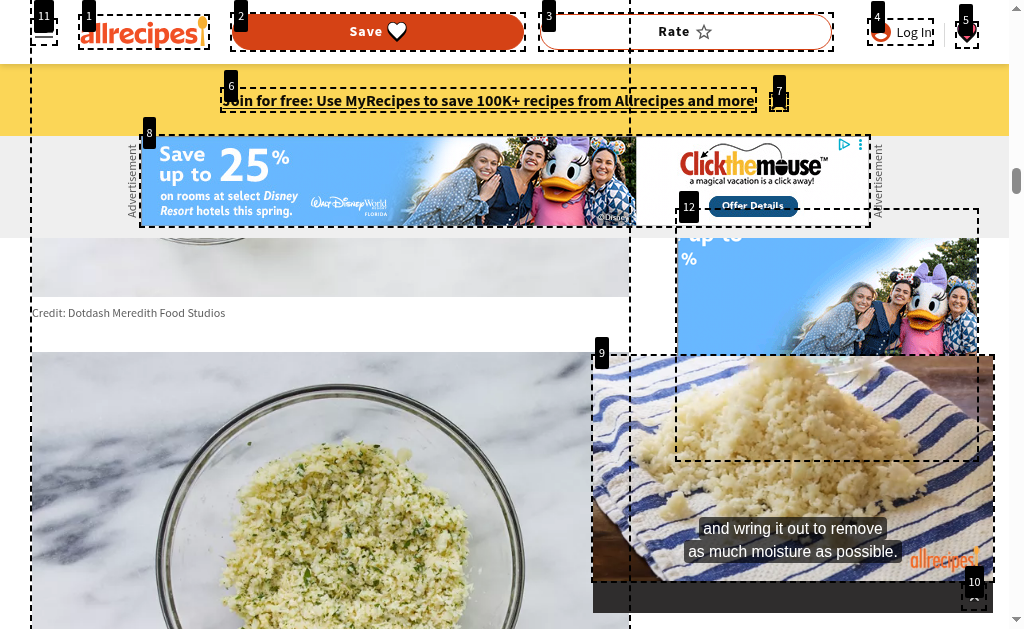 11
1
2
3
4
5
allrecipes
Save
Rate
Log In
6
7
Join for free: Use MyRecipes to save 100K+ recipes from Allrecipes and more
8
Advertisement
Save
up to 25%
on rooms at select Disney
Resort hotels this spring.
Walt Disney World
FLORIDA
©Disney
Clickthemouse™
a magical vacation is a click away!
Offer Details
Advertisement
12
up to
%
Credit: Dotdash Meredith Food Studios
9
and wring it out to remove
as much moisture as possible.
allrecipes
10